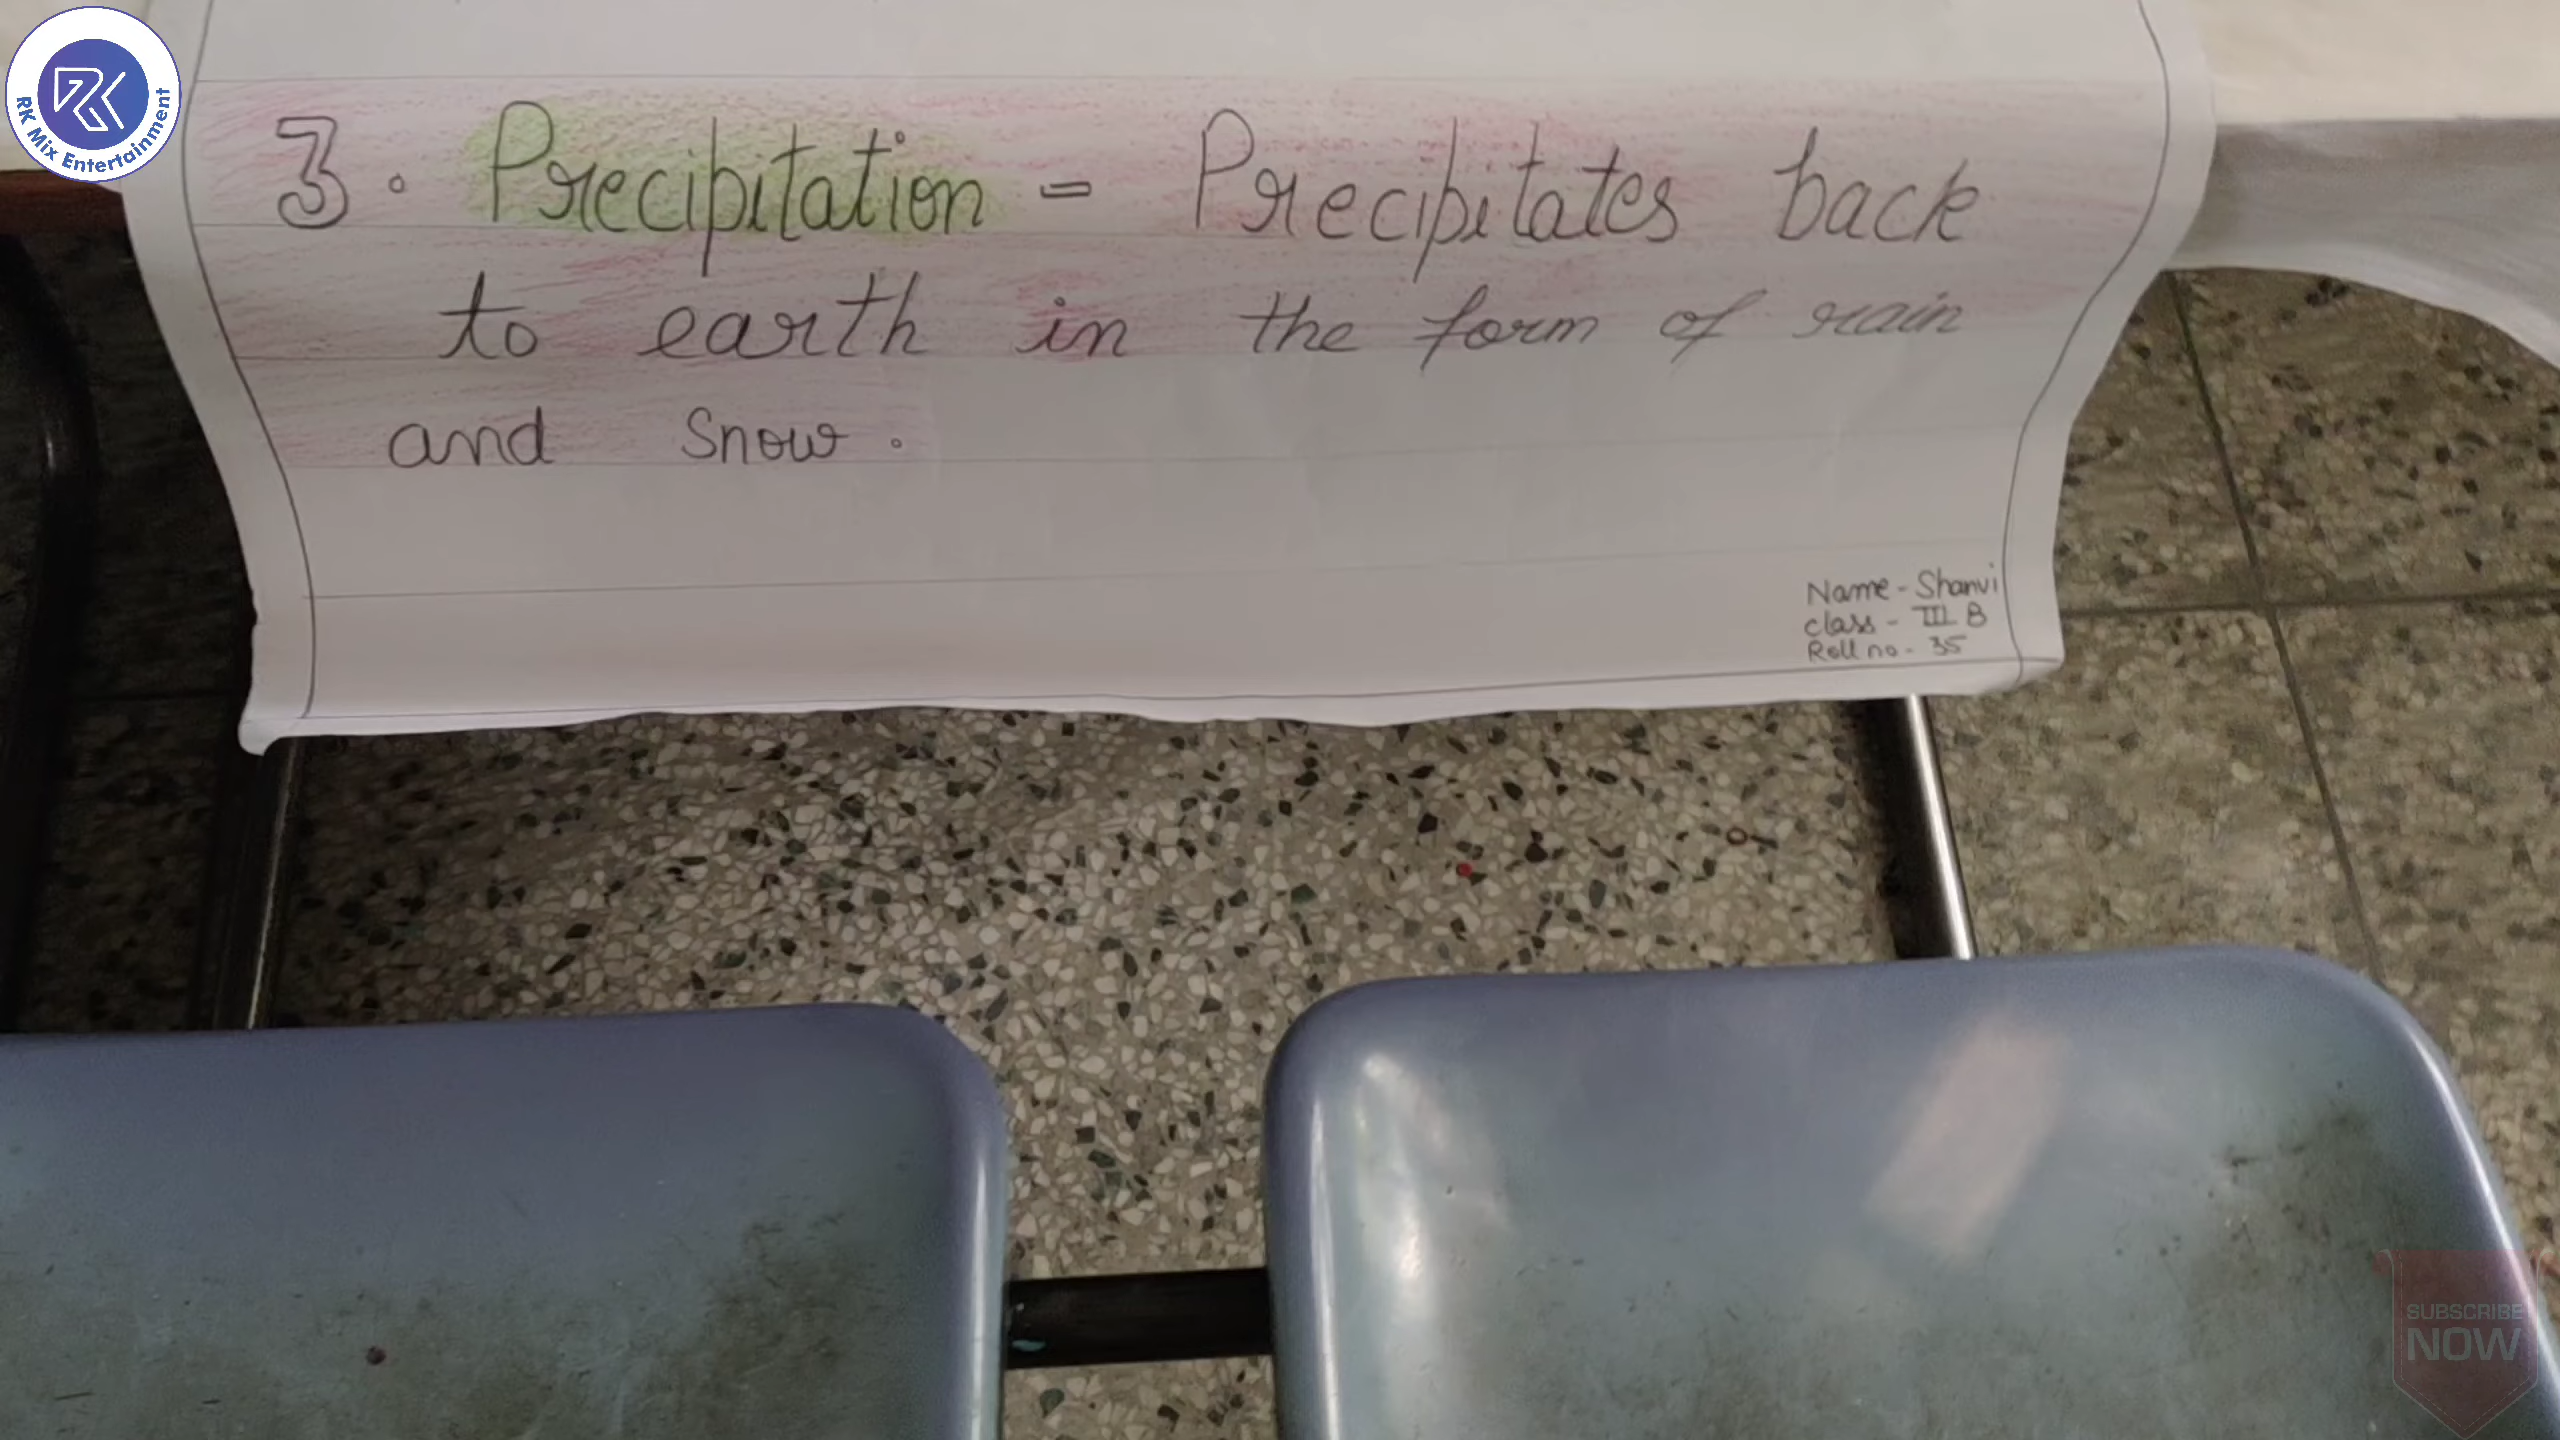 RK Mix Entertainment
3. Precipitation = Precipitates back
to earth in the form of rain
and Snow.
Name - Shanvi
class - III B
Roll no - 35
SUBSCRIBE
NOW